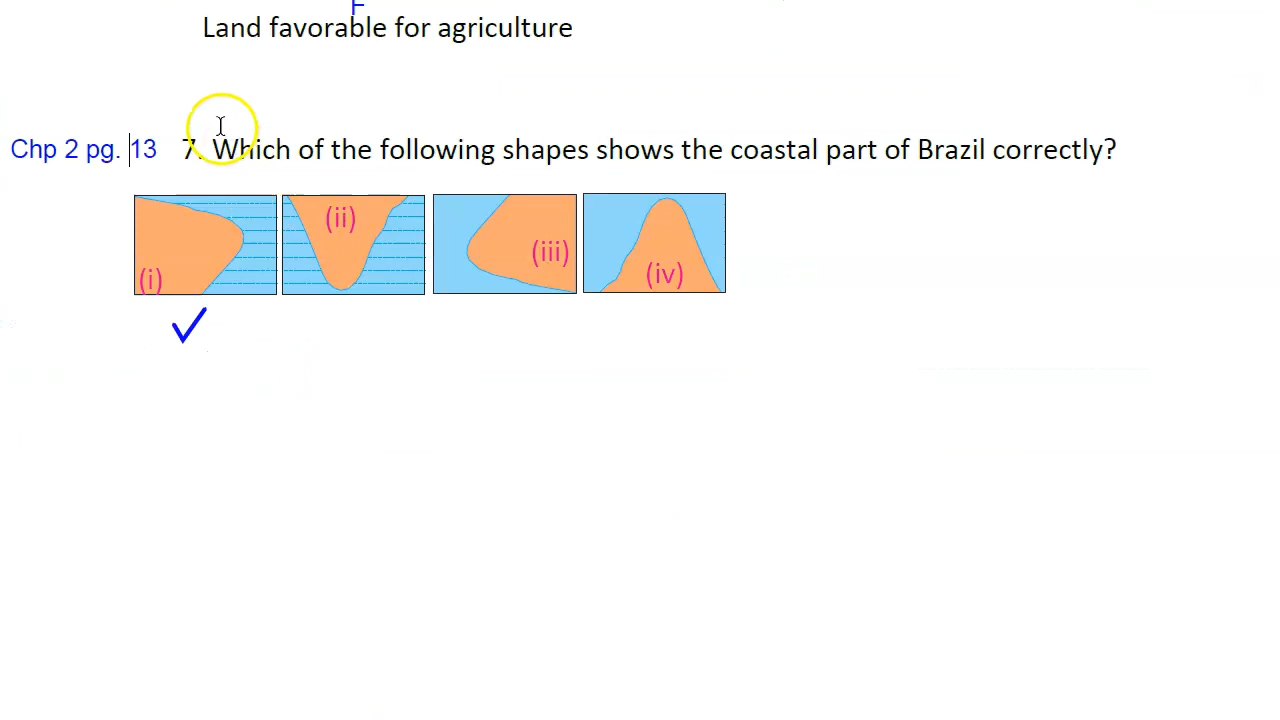 F
Land favorable for agriculture
Chp 2 pg. 13 7. Which of the following shapes shows the coastal part of Brazil correctly?
(i) (ii) (iii) (iv)